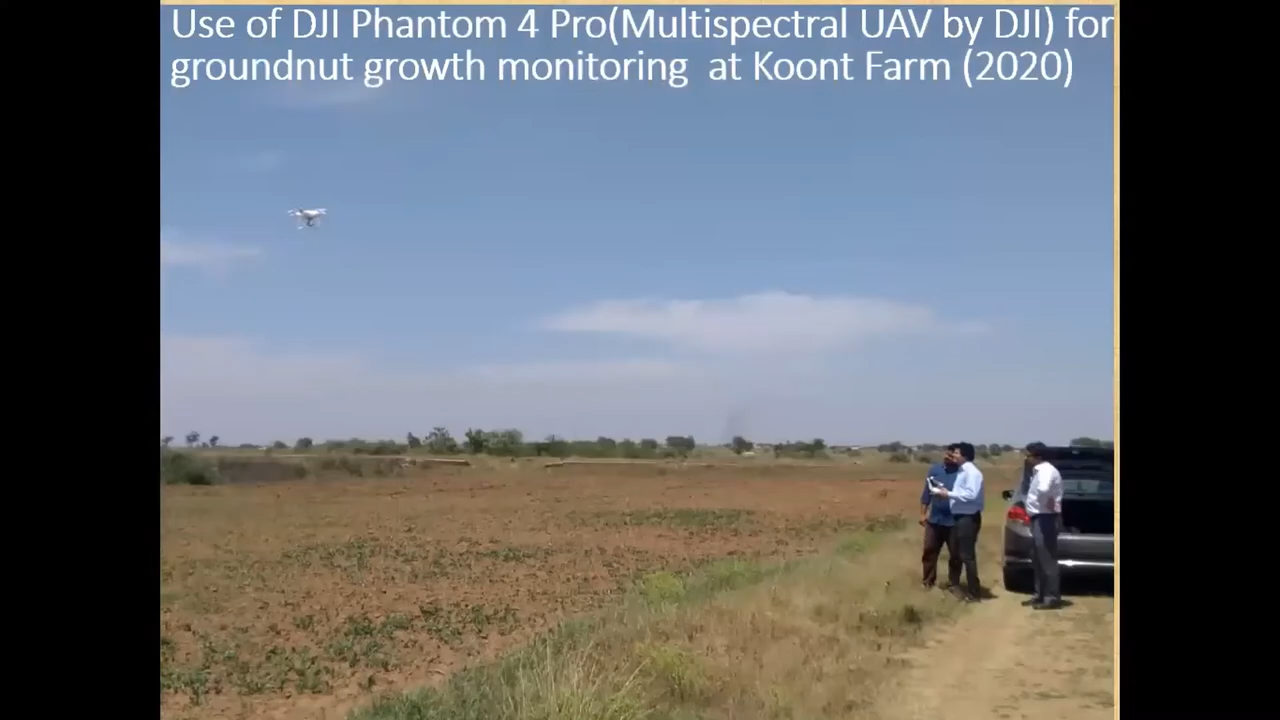 Use of DJI Phantom 4 Pro(Multispectral UAV by DJI) for
groundnut growth monitoring at Koont Farm (2020)